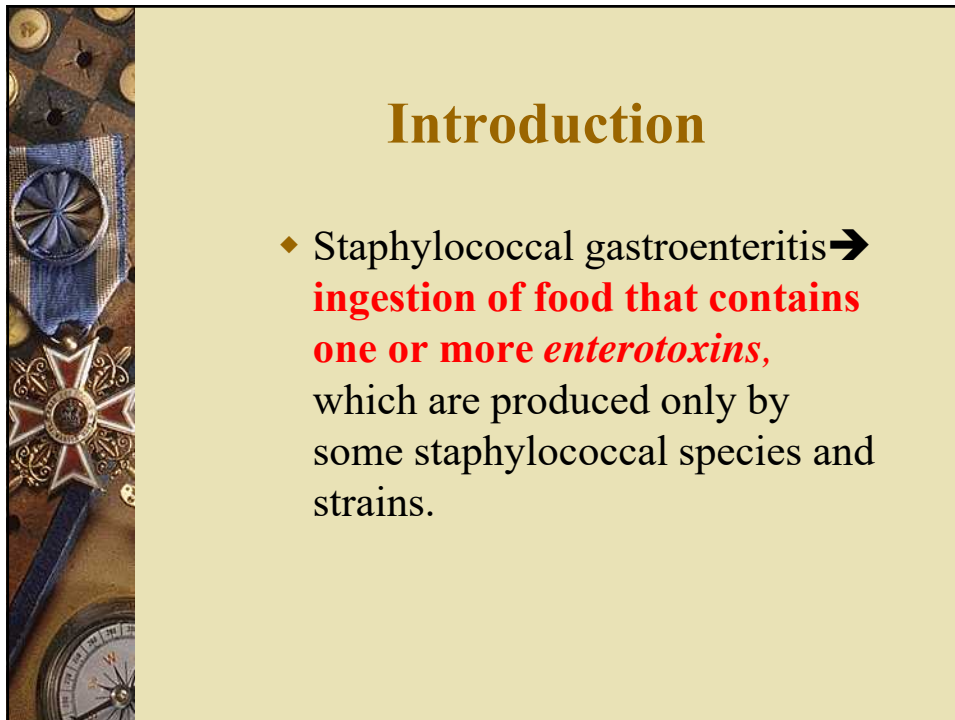 Introduction
Staphylococcal gastroenteritis➔
ingestion of food that contains
one or more enterotoxins,
which are produced only by
some staphylococcal species and
strains.